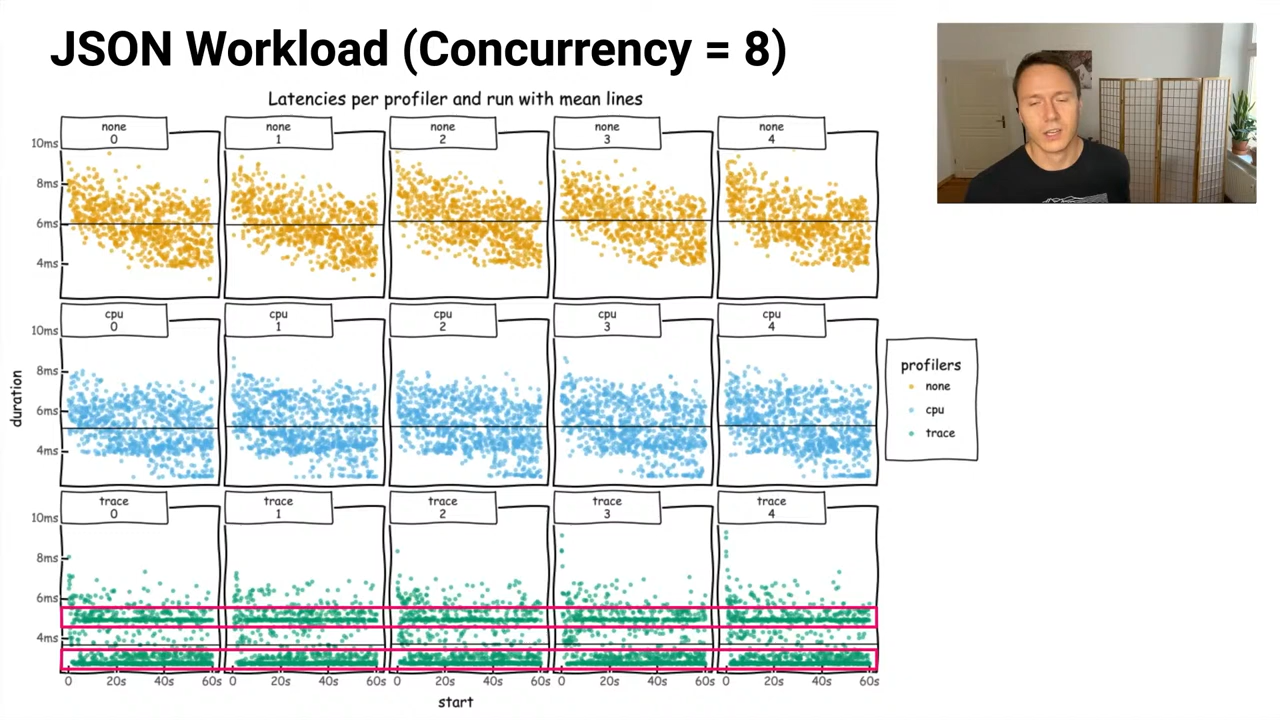 JSON Workload (Concurrency = 8)
Latencies per profiler and run with mean lines
none
0
none
1
none
2
none
3
none
4
10ms
8ms
6ms
4ms
cpu
0
cpu
1
cpu
2
cpu
3
cpu
4
10ms
8ms
6ms
4ms
trace
0
trace
1
trace
2
trace
3
trace
4
10ms
8ms
6ms
4ms
duration
0 20s 40s 60s 0 20s 40s 60s 0 20s 40s 60s 0 20s 40s 60s 0 20s 40s 60s
start
profilers
none
cpu
trace